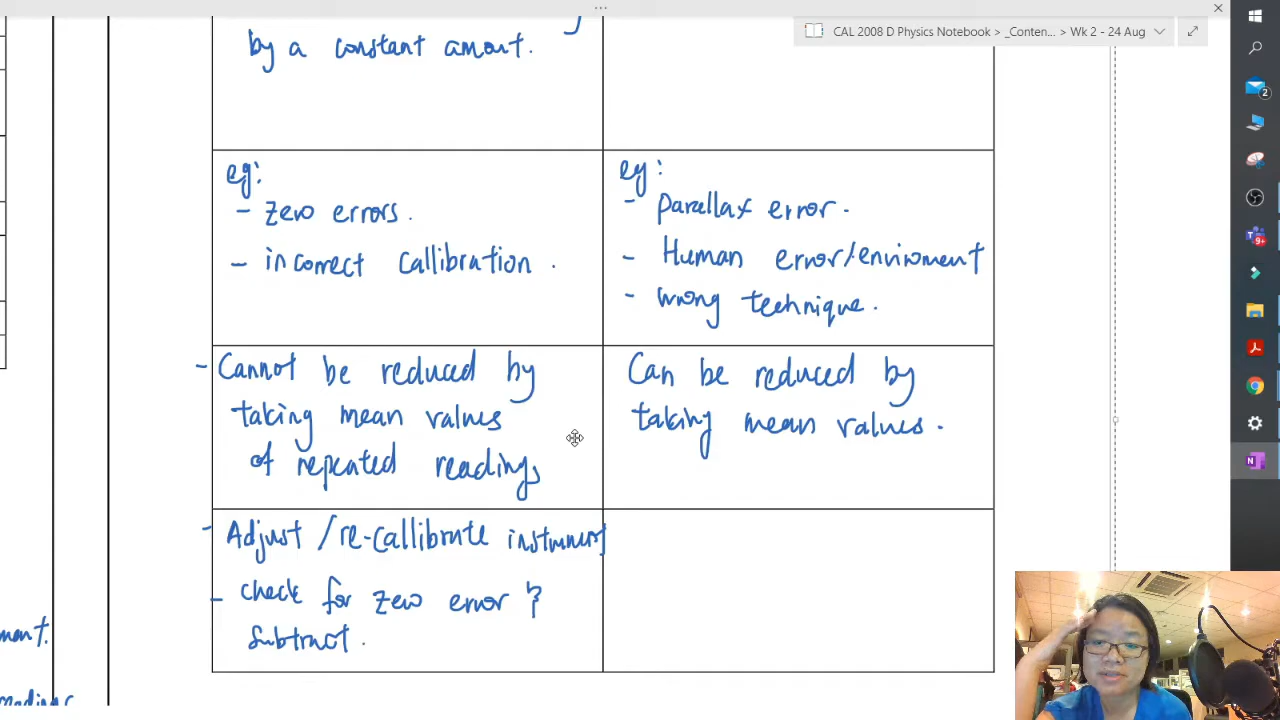 CAL 2008 D Physics Notebook > _Conten... > Wk 2 - 24 Aug
by a constant amount.
eg:
- Zero errors.
- incorrect Callibration.
eg:
- Parallax error.
- Human error/enviroment
- Wrong technique.
- Cannot be reduced by
taking mean values
of repeated readings
Can be reduced by
taking mean values.
- Adjust / re-callibrate instrument
- Check for zero error &
Subtract.
2
9+